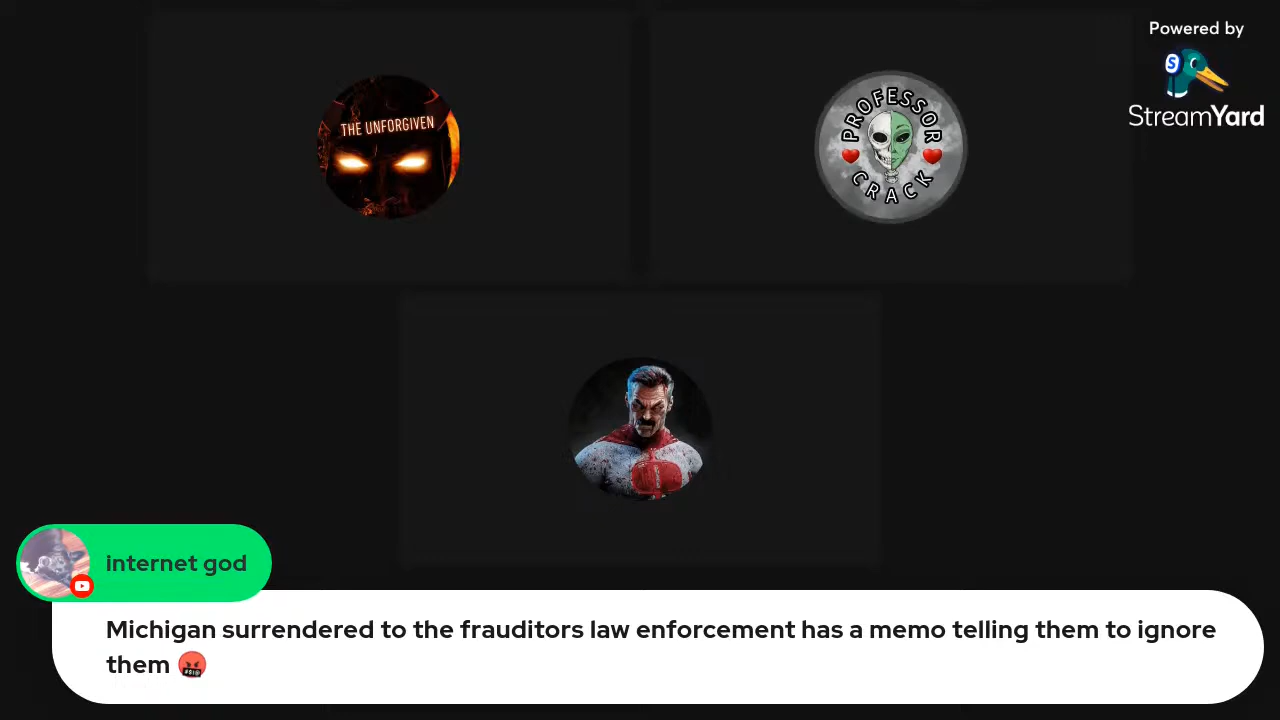 Powered by
StreamYard
THE UNFORGIVEN
PROFESSOR
CRACK
internet god
Michigan surrendered to the frauditors law enforcement has a memo telling them to ignore
them 🤬